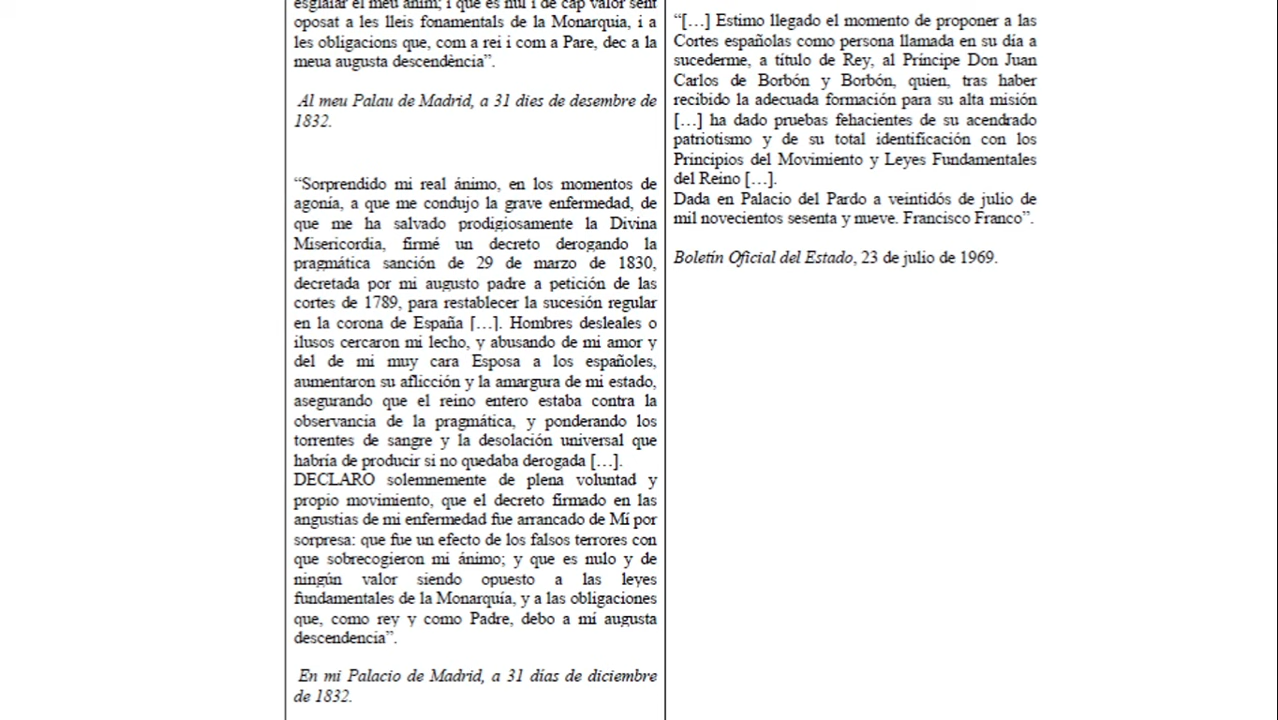 esglaiar el meu ànim; i que és nul i de cap valor sent
oposat a les lleis fonamentals de la Monarquia, i a
les obligacions que, com a rei i com a Pare, dec a la
meua augusta descendència”.
Al meu Palau de Madrid, a 31 dies de desembre de
1832.
“Sorprendido mi real ánimo, en los momentos de
agonía, a que me condujo la grave enfermedad, de
que me ha salvado prodigiosamente la Divina
Misericordia, firmé un decreto derogando la
pragmática sanción de 29 de marzo de 1830,
decretada por mi augusto padre a petición de las
cortes de 1789, para restablecer la sucesión regular
en la corona de España […]. Hombres desleales o
ilusos cercaron mi lecho, y abusando de mi amor y
del de mi muy cara Esposa a los españoles,
aumentaron su aflicción y la amargura de mi estado,
asegurando que el reino entero estaba contra la
observancia de la pragmática, y ponderando los
torrentes de sangre y la desolación universal que
habría de producir si no quedaba derogada […].
DECLARO solemnemente de plena voluntad y
propio movimiento, que el decreto firmado en las
angustias de mi enfermedad fue arrancado de Mí por
sorpresa: que fue un efecto de los falsos terrores con
que sobrecogieron mi ánimo; y que es nulo y de
ningún valor siendo opuesto a las leyes
fundamentales de la Monarquía, y a las obligaciones
que, como rey y como Padre, debo a mí augusta
descendencia”.
En mi Palacio de Madrid, a 31 días de diciembre
de 1832.
“[…] Estimo llegado el momento de proponer a las
Cortes españolas como persona llamada en su día a
sucederme, a título de Rey, al Príncipe Don Juan
Carlos de Borbón y Borbón, quien, tras haber
recibido la adecuada formación para su alta misión
[…] ha dado pruebas fehacientes de su acendrado
patriotismo y de su total identificación con los
Principios del Movimiento y Leyes Fundamentales
del Reino […].
Dada en Palacio del Pardo a veintidós de julio de
mil novecientos sesenta y nueve. Francisco Franco”.
Boletín Oficial del Estado, 23 de julio de 1969.